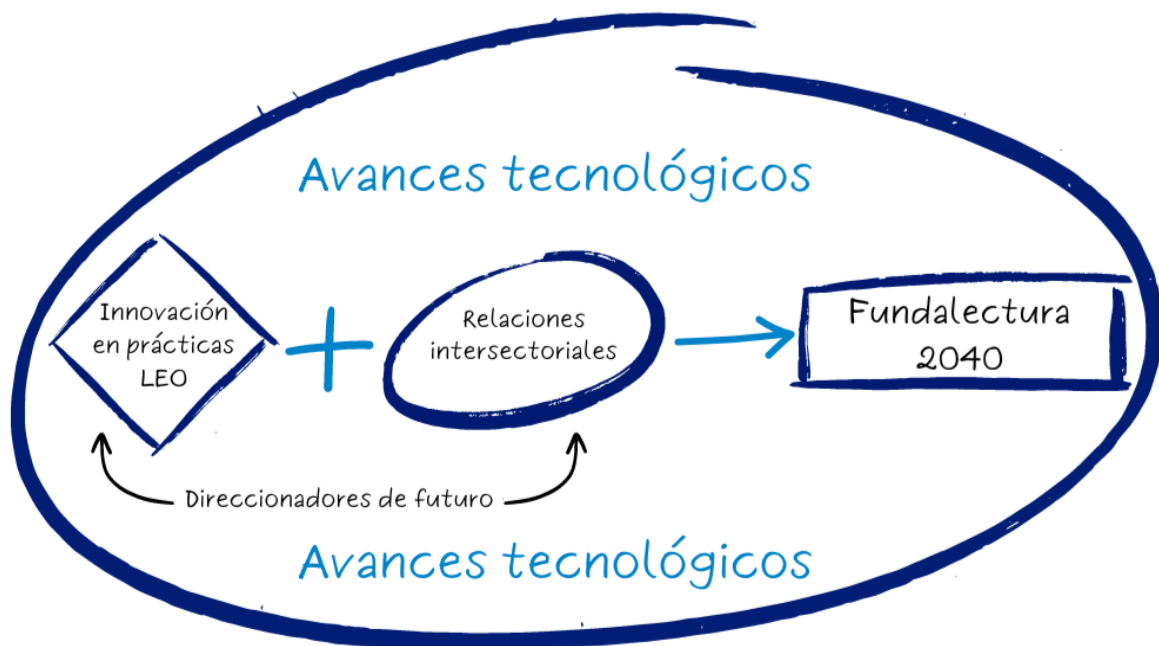 Avances tecnológicos
Innovación
en prácticas
LEO
Relaciones
intersectoriales
Fundalectura
2040
Direccionadores de futuro
Avances tecnológicos